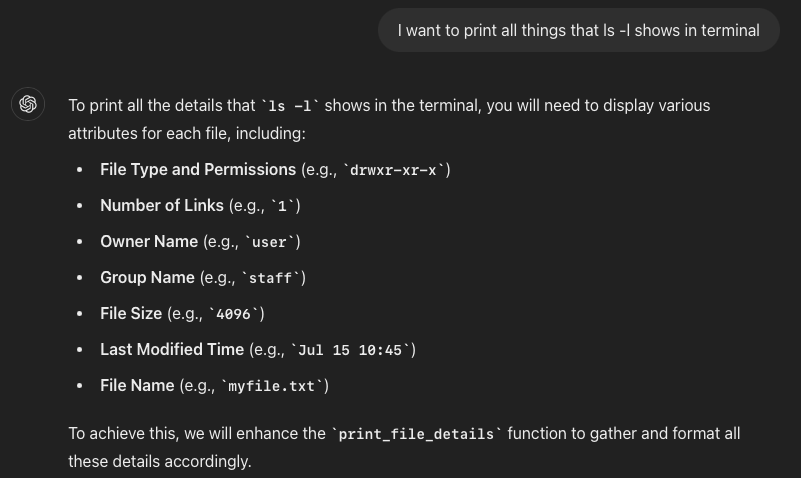 I want to print all things that ls -l shows in terminal
To print all the details that `ls -l` shows in the terminal, you will need to display various
attributes for each file, including:
• File Type and Permissions (e.g., `drwxr-xr-x`)
• Number of Links (e.g., `1`)
• Owner Name (e.g., `user`)
• Group Name (e.g., `staff`)
• File Size (e.g., `4096`)
• Last Modified Time (e.g., `Jul 15 10:45`)
• File Name (e.g., `myfile.txt`)
To achieve this, we will enhance the `print_file_details` function to gather and format all
these details accordingly.